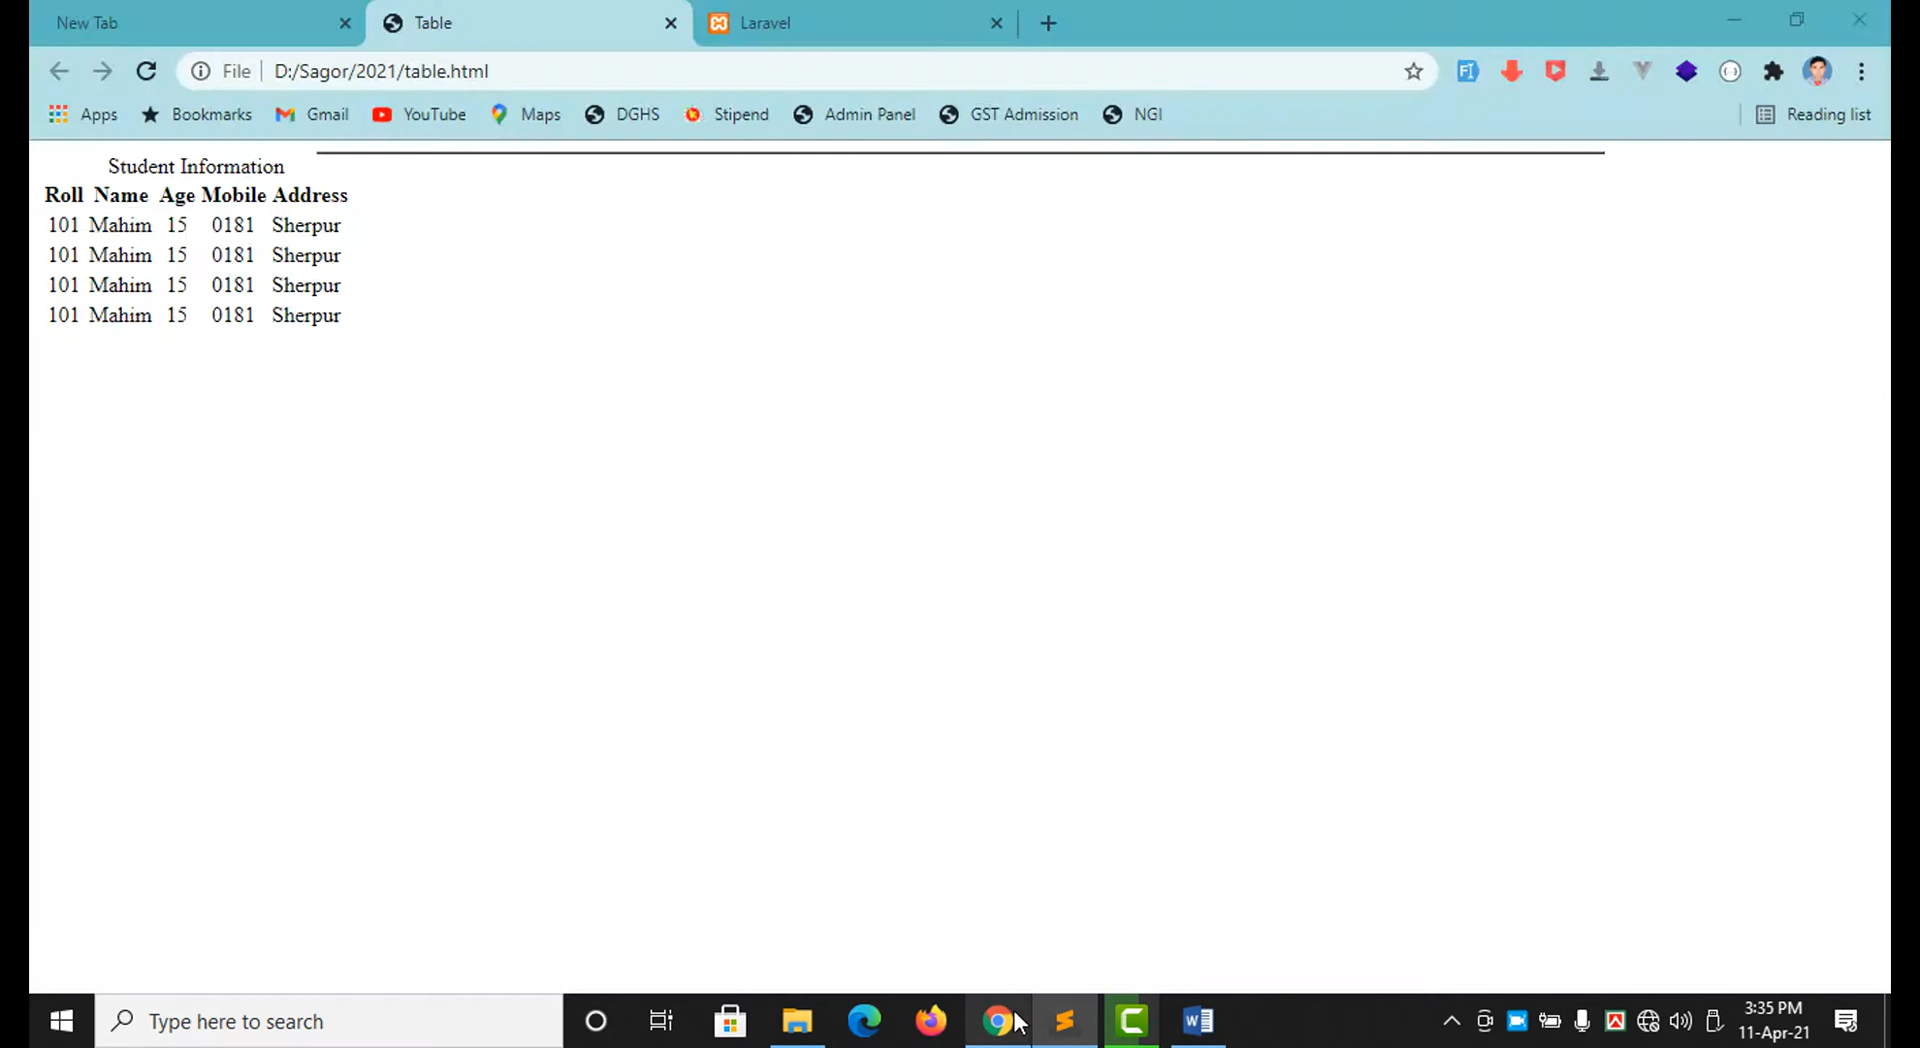 New Tab
Table
Laravel
File
D:/Sagor/2021/table.html
Apps
Bookmarks
Gmail
YouTube
Maps
DGHS
Stipend
Admin Panel
GST Admission
NGI
Reading list
Student Information
Roll Name Age Mobile Address
101 Mahim 15 0181 Sherpur
101 Mahim 15 0181 Sherpur
101 Mahim 15 0181 Sherpur
101 Mahim 15 0181 Sherpur
Type here to search
3:35 PM
11-Apr-21